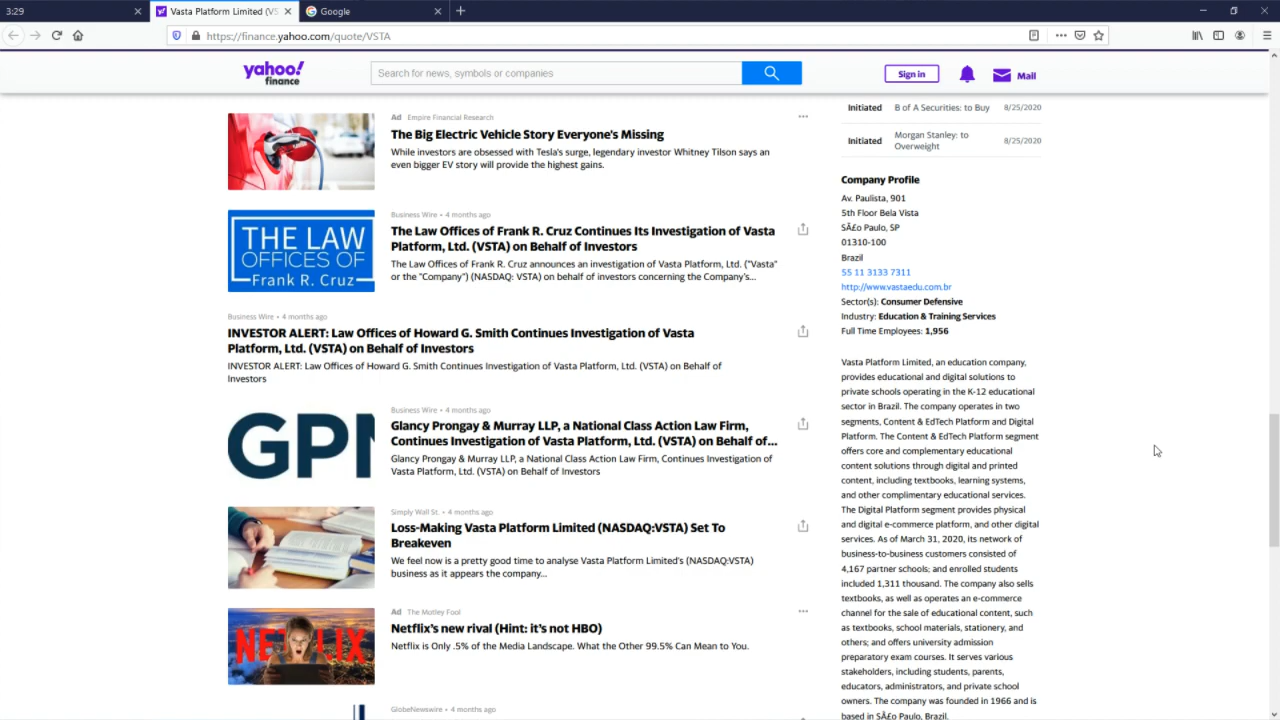 3:29
Vasta Platform Limited (VS
Google
https://finance.yahoo.com/quote/VSTA
yahoo!
finance
Search for news, symbols or companies
Sign in
Mail
Ad Empire Financial Research
The Big Electric Vehicle Story Everyone's Missing
While investors are obsessed with Tesla's surge, legendary investor Whitney Tilson says an
even bigger EV story will provide the highest gains.
THE LAW
OFFICES OF
Frank R. Cruz
Business Wire • 4 months ago
The Law Offices of Frank R. Cruz Continues Its Investigation of Vasta
Platform, Ltd. (VSTA) on Behalf of Investors
The Law Offices of Frank R. Cruz announces an investigation of Vasta Platform, Ltd. ("Vasta"
or the "Company") (NASDAQ: VSTA) on behalf of investors concerning the Company's...
Business Wire • 4 months ago
INVESTOR ALERT: Law Offices of Howard G. Smith Continues Investigation of Vasta
Platform, Ltd. (VSTA) on Behalf of Investors
INVESTOR ALERT: Law Offices of Howard G. Smith Continues Investigation of Vasta Platform, Ltd. (VSTA) on Behalf of
Investors
GPM
Business Wire • 4 months ago
Glancy Prongay & Murray LLP, a National Class Action Law Firm,
Continues Investigation of Vasta Platform, Ltd. (VSTA) on Behalf of...
Glancy Prongay & Murray LLP, a National Class Action Law Firm, Continues Investigation of
Vasta Platform, Ltd. (VSTA) on Behalf of Investors
Simply Wall St. • 4 months ago
Loss-Making Vasta Platform Limited (NASDAQ:VSTA) Set To
Breakeven
We feel now is a pretty good time to analyse Vasta Platform Limited's (NASDAQ:VSTA)
business as it appears the company...
NETFLIX
Ad The Motley Fool
Netflix's new rival (Hint: it's not HBO)
Netflix is Only .5% of the Media Landscape. What the Other 99.5% Can Mean to You.
GlobeNewswire • 4 months ago
Initiated B of A Securities: to Buy 8/25/2020
Initiated Morgan Stanley: to Overweight 8/25/2020
Company Profile
Av. Paulista, 901
5th Floor Bela Vista
SÃ£o Paulo, SP
01310-100
Brazil
55 11 3133 7311
http://www.vastaedu.com.br
Sector(s): Consumer Defensive
Industry: Education & Training Services
Full Time Employees: 1,956
Vasta Platform Limited, an education company,
provides educational and digital solutions to
private schools operating in the K-12 educational
sector in Brazil. The company operates in two
segments, Content & EdTech Platform and Digital
Platform. The Content & EdTech Platform segment
offers core and complementary educational
content solutions through digital and printed
content, including textbooks, learning systems,
and other complimentary educational services.
The Digital Platform segment provides physical
and digital e-commerce platform, and other digital
services. As of March 31, 2020, its network of
business-to-business customers consisted of
4,167 partner schools; and enrolled students
included 1,311 thousand. The company also sells
textbooks, as well as operates an e-commerce
channel for the sale of educational content, such
as textbooks, school materials, stationery, and
others; and offers university admission
preparatory exam courses. It serves various
stakeholders, including students, parents,
educators, administrators, and private school
owners. The company was founded in 1966 and is
based in SÃ£o Paulo, Brazil.